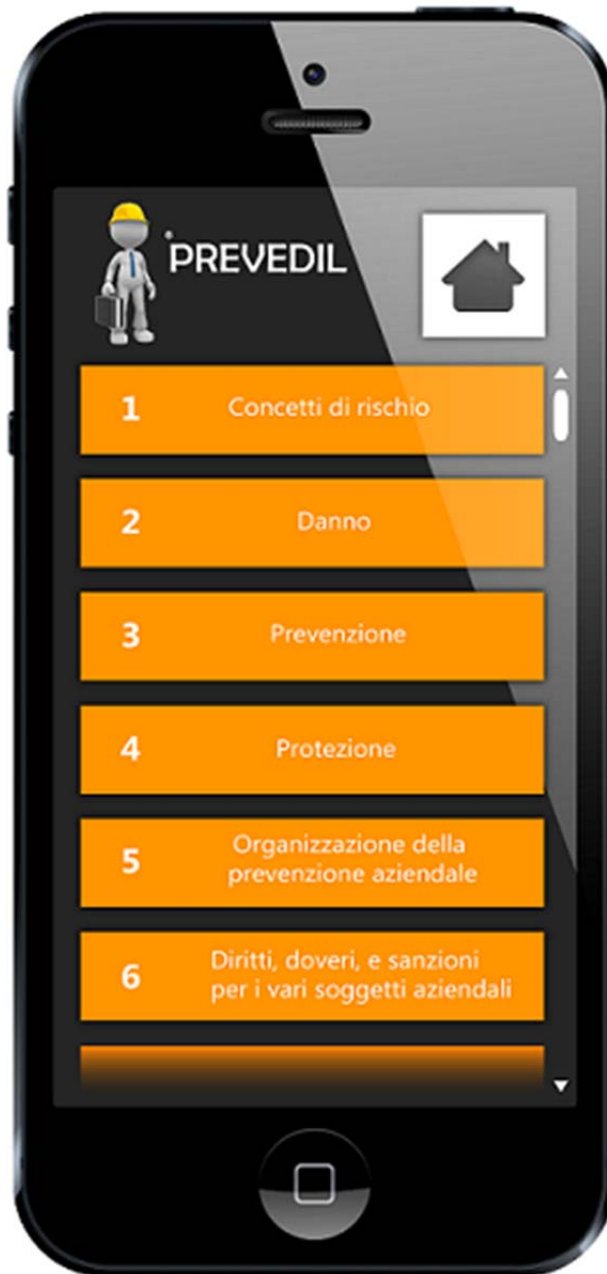 ® PREVEDIL
1 Concetti di rischio
2 Danno
3 Prevenzione
4 Protezione
5 Organizzazione della
prevenzione aziendale
6 Diritti, doveri, e sanzioni
per i vari soggetti aziendali